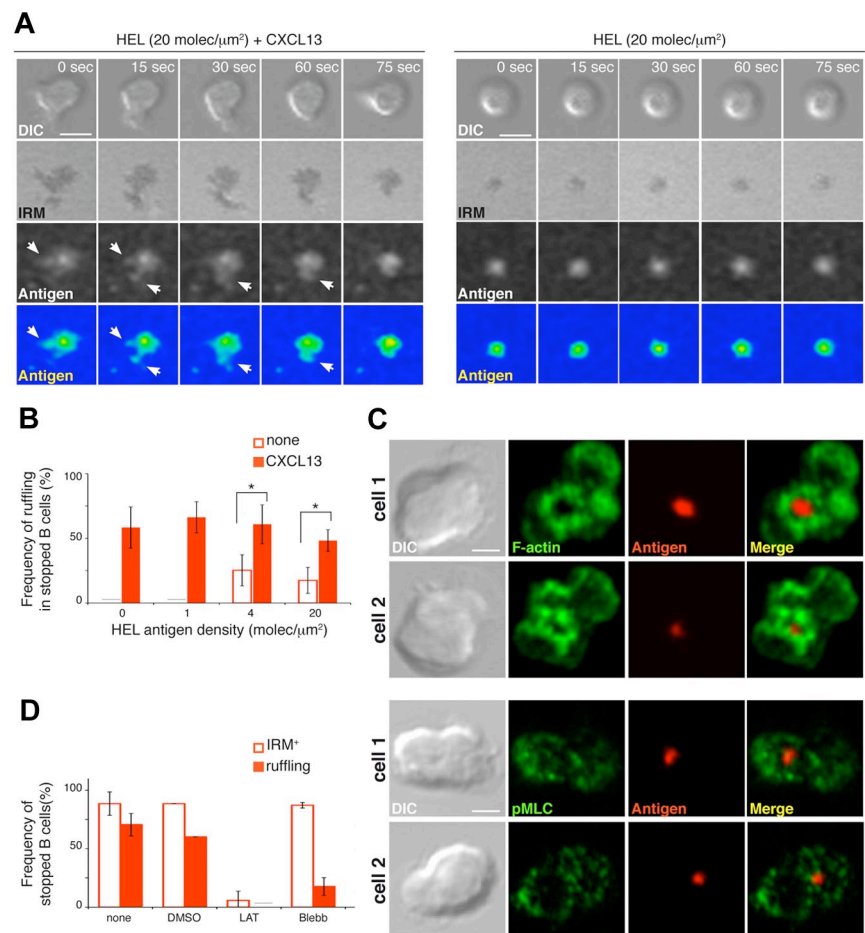 A
HEL (20 molec/μm²) + CXCL13
0 sec 15 sec 30 sec 60 sec 75 sec
DIC
IRM
Antigen
Antigen
HEL (20 molec/μm²)
0 sec 15 sec 30 sec 60 sec 75 sec
DIC
IRM
Antigen
Antigen
B
none
CXCL13
Frequency of ruffling
in stopped B cells (%)
100
50
0
* *
0 1 4 20
HEL antigen density (molec/μm²)
C
cell 1
DIC F-actin Antigen Merge
cell 2
cell 1
DIC pMLC Antigen Merge
cell 2
D
IRM⁺
ruffling
Frequency of
stopped B cells(%)
100
50
0
none DMSO LAT Blebb